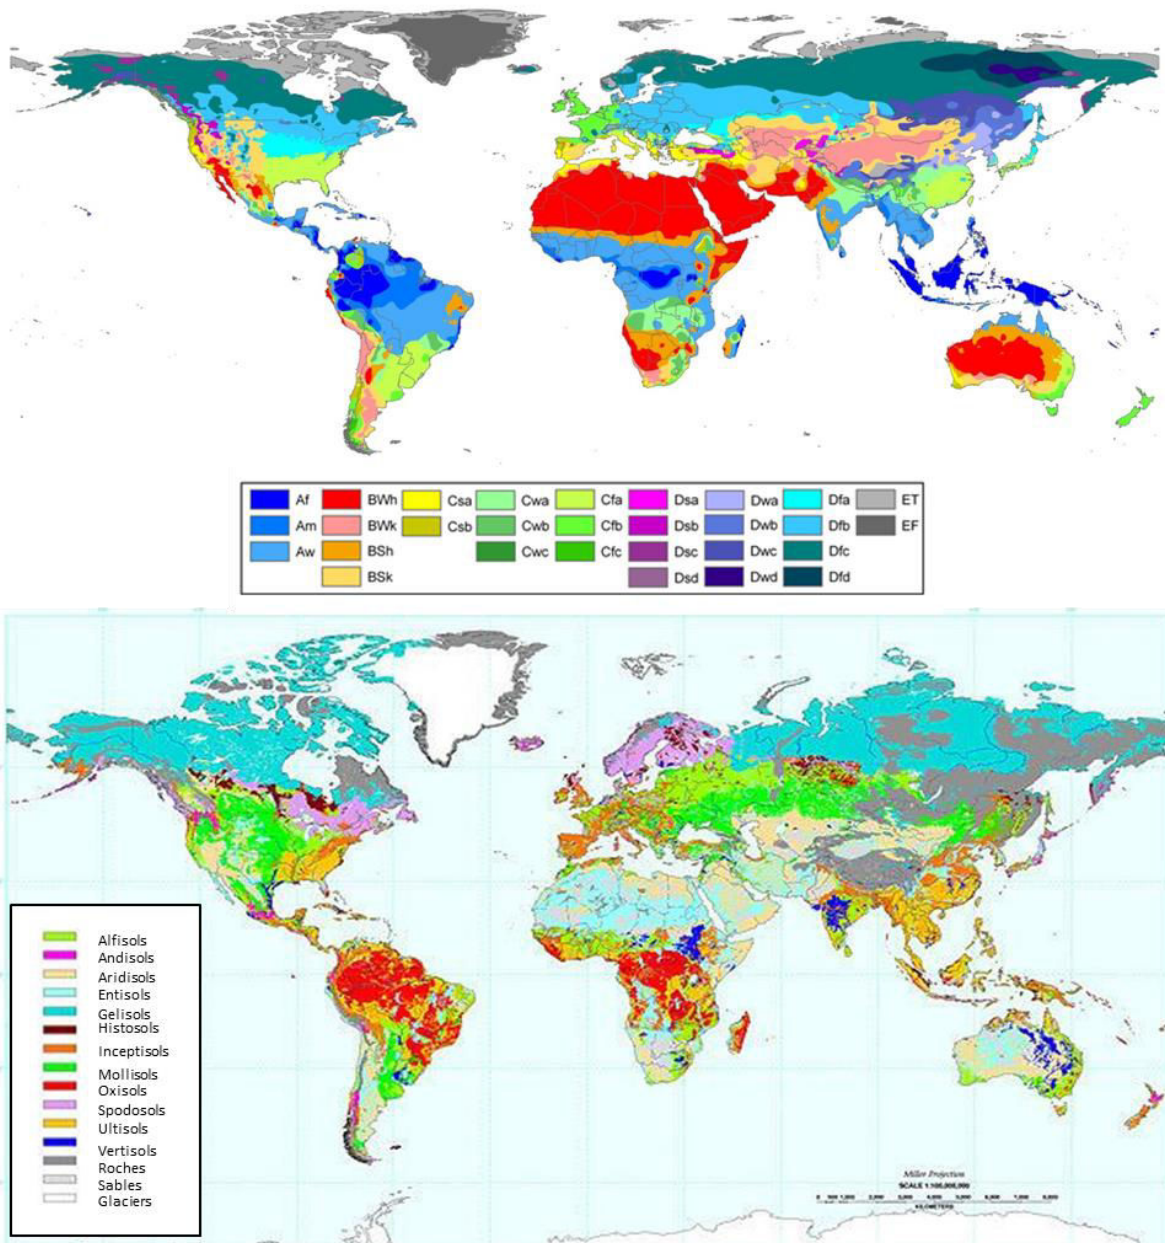 Af BWh Csa Cwa Cfa Dsa Dwa Dfa ET
Am BWk Csb Cwb Cfb Dsb Dwb Dfb EF
Aw BSh Cwc Cfc Dsc Dwc Dfc
BSk Dsd Dwd Dfd
Alfisols
Andisols
Aridisols
Entisols
Gelisols
Histosols
Inceptisols
Mollisols
Oxisols
Spodosols
Ultisols
Vertisols
Roches
Sables
Glaciers
Miller Projection
SCALE 1:100,000,000
KILOMETERS